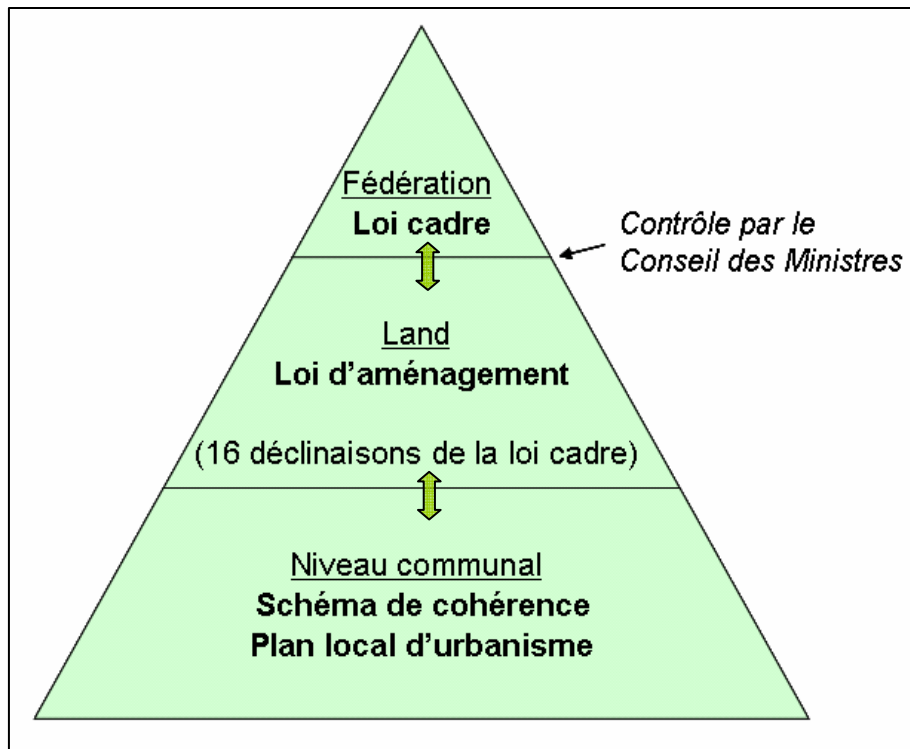 Fédération
Loi cadre
Contrôle par le
Conseil des Ministres
Land
Loi d'aménagement
(16 déclinaisons de la loi cadre)
Niveau communal
Schéma de cohérence
Plan local d'urbanisme